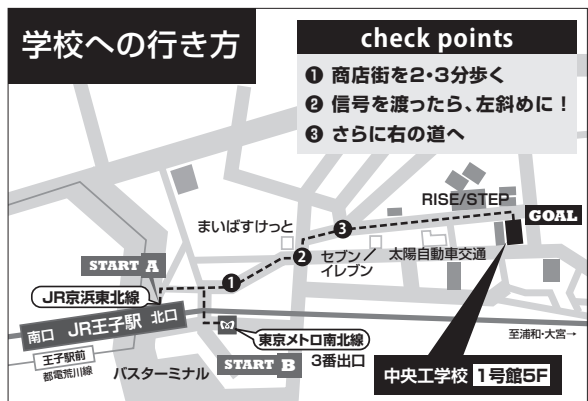 学校への行き方
check points
❶ 商店街を2・3分歩く
❷ 信号を渡ったら、左斜めに！
❸ さらに右の道へ
RISE/STEP
GOAL
まいばすけっと
❸
START A
❶
❷
セブン／
イレブン
太陽自動車交通
JR京浜東北線
南口 JR王子駅 北口
東京メトロ南北線
至浦和・大宮→
王子駅前
都電荒川線
バスターミナル
START B
3番出口
中央工学校 1号館5F